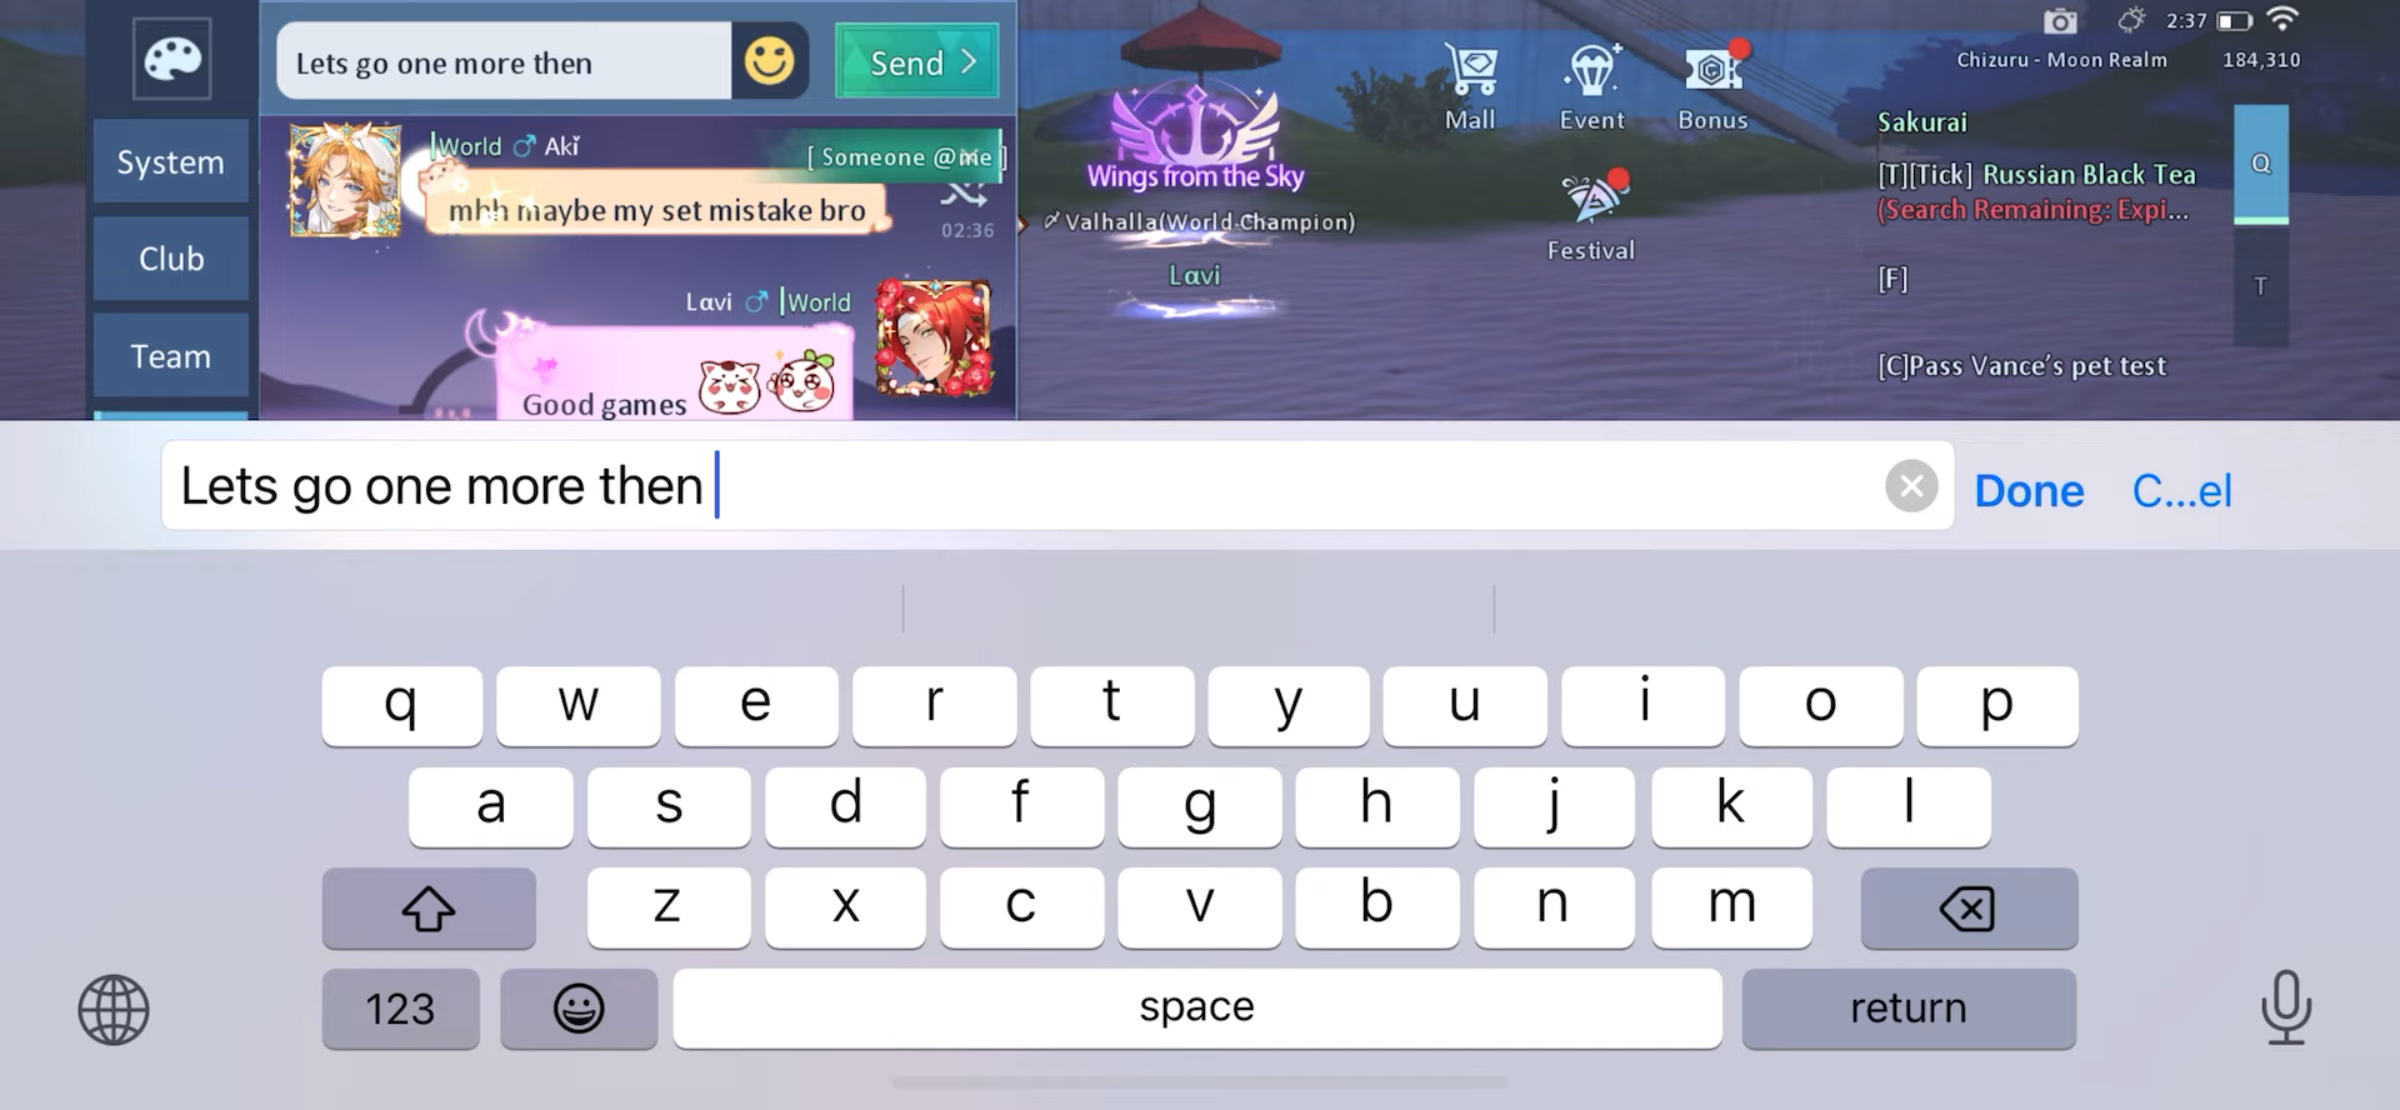 Lets go one more then
Send >
2:37
Chizuru - Moon Realm
184,310
System
Club
Team
|World ♂ Akǐ
[ Someone @me ]
mhh maybe my set mistake bro
02:36
Lαvi ♂ |World
Good games
Wings from the Sky
Valhalla(World Champion)
Lαvi
Mall
Event
Bonus
Festival
Sakurai
[T][Tick] Russian Black Tea
(Search Remaining: Expi...
[F]
[C]Pass Vance’s pet test
Q
T
Lets go one more then
Done
C...el
q w e r t y u i o p
a s d f g h j k l
z x c v b n m
123
space
return